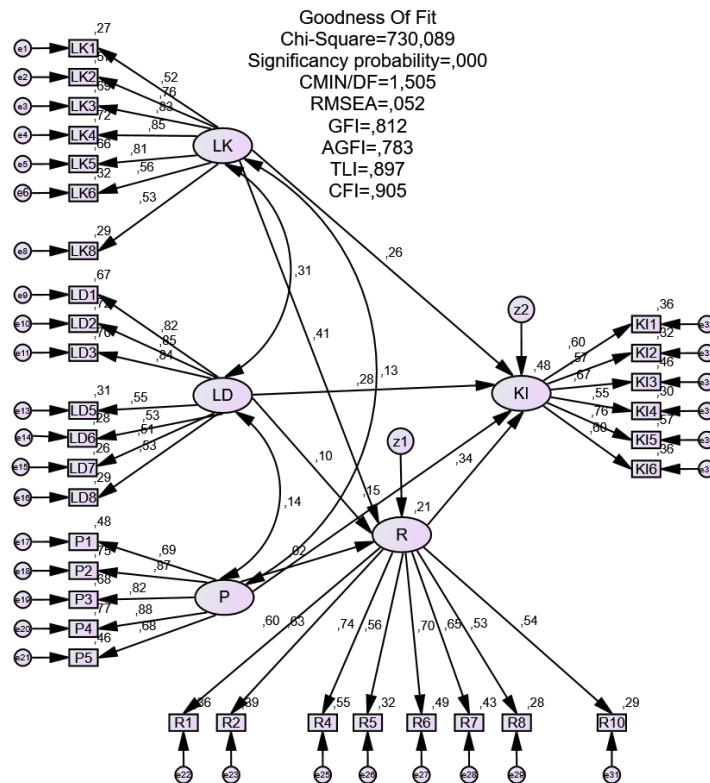 Goodness Of Fit
Chi-Square=730,089
Significancy probability=,000
CMIN/DF=1,505
RMSEA=,052
GFI=,812
AGFI=,783
TLI=,897
CFI=,905
,27
e1 LK1 ,52
e2 LK2 ,76
,69
e3 LK3 ,83
,72
e4 LK4 ,85
,66
e5 LK5 ,81
,32
e6 LK6 ,56
,53
,29
e8 LK8
LK
,26
,31
,41
,67
e9 LD1 ,82
e10 LD2 ,85
e11 LD3 ,84
,31
e13 LD5 ,55
,28
e14 LD6 ,53
e15 LD7 ,51
,26
,53
,29
e16 LD8
LD
,28
,13
,10
,14
,15
z2
,48
KI
,36
KI1 ,60
,32
KI2 ,57
,46
KI3 ,67
,30
KI4 ,55
,57
KI5 ,76
,36
KI6 ,60
z1
,34
,21
R
,48
e17 P1 ,69
,75
e18 P2 ,87
,68
e19 P3 ,82
,77
e20 P4 ,88
,46
e21 P5 ,68
P
,02
,60 ,63 ,74 ,56 ,70 ,65 ,53 ,54
,36 ,39 ,55 ,32 ,49 ,43 ,28 ,29
R1 R2 R4 R5 R6 R7 R8 R10
e22 e23 e25 e26 e27 e28 e29 e31